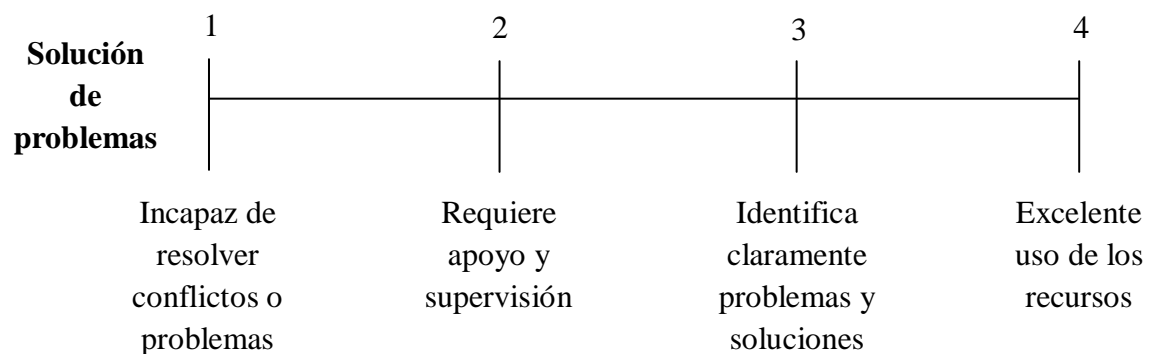 Solución
de
problemas
1
2
3
4
Incapaz de
resolver
conflictos o
problemas
Requiere
apoyo y
supervisión
Identifica
claramente
problemas y
soluciones
Excelente
uso de los
recursos